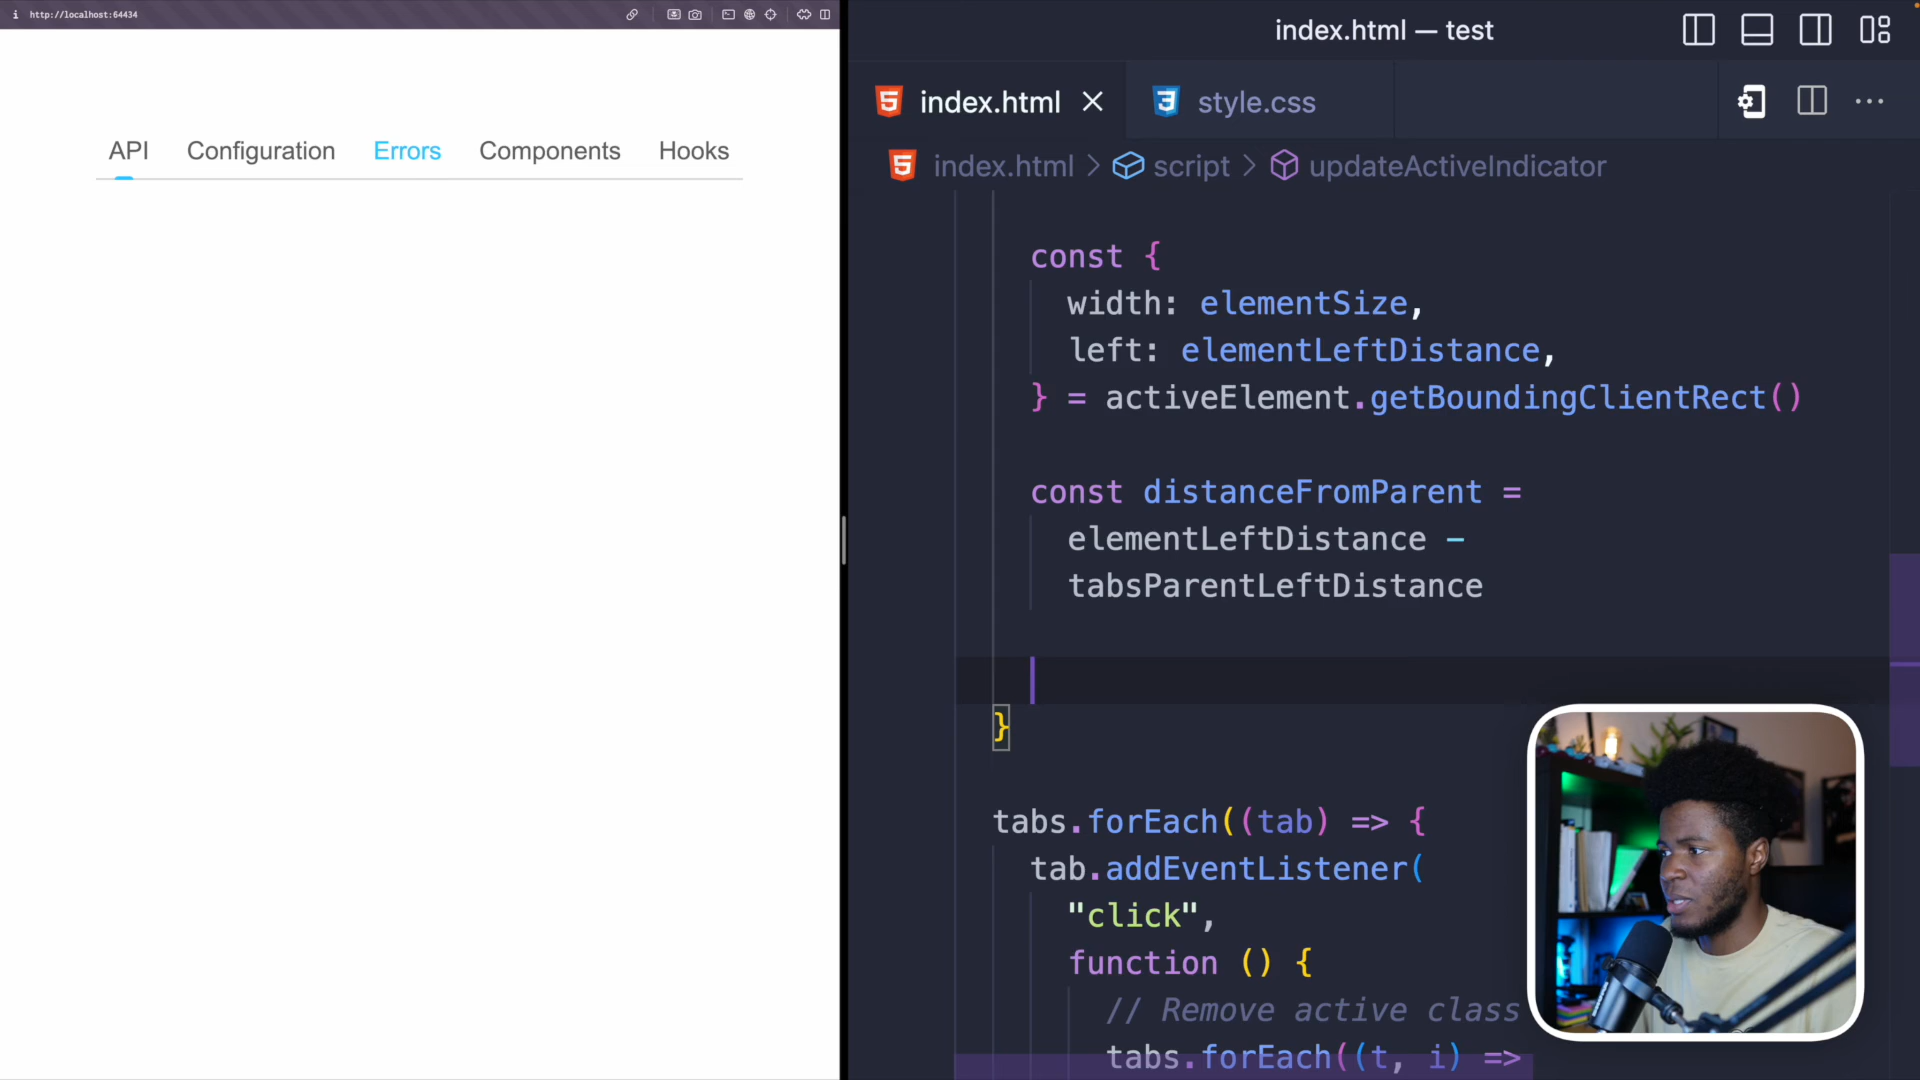 http://localhost:64434
API Configuration Errors Components Hooks
index.html — test
index.html style.css
index.html > script > updateActiveIndicator
const {
width: elementSize,
left: elementLeftDistance,
} = activeElement.getBoundingClientRect()
const distanceFromParent =
elementLeftDistance -
tabsParentLeftDistance
}
tabs.forEach((tab) => {
tab.addEventListener(
"click",
function () {
// Remove active class
tabs.forEach((t, i) =>